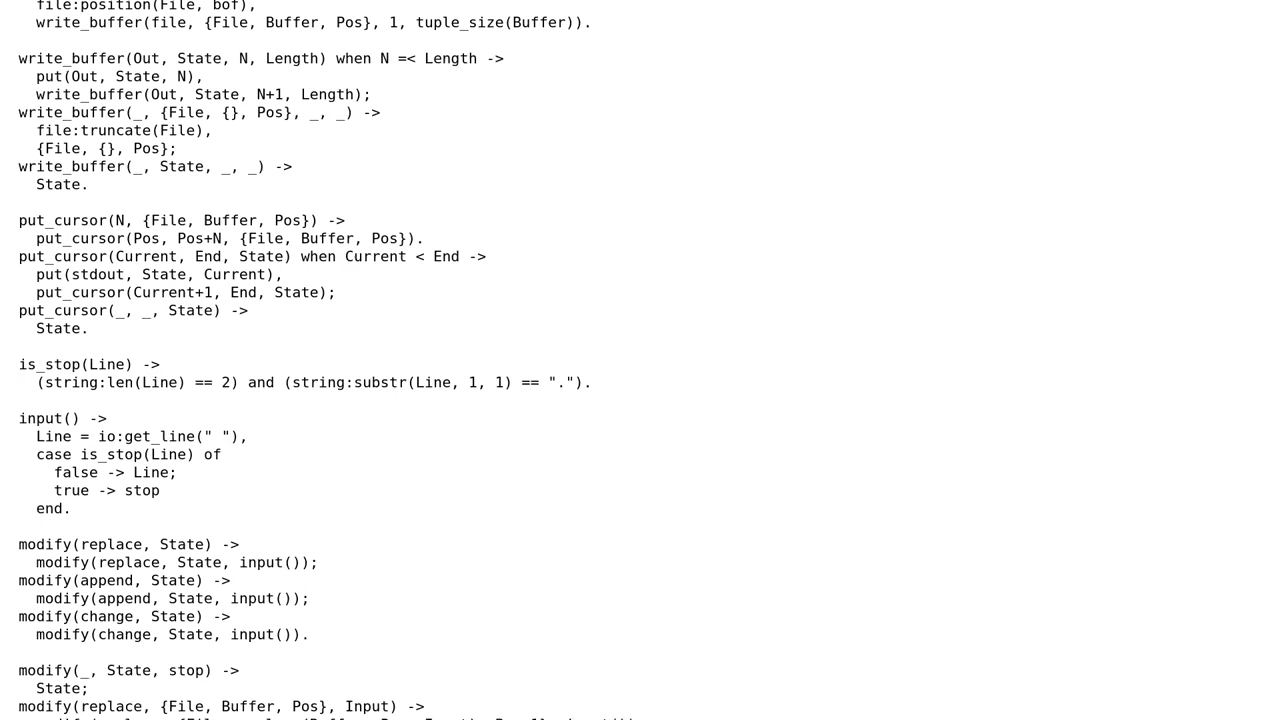 file:position(File, bof),
write_buffer(file, {File, Buffer, Pos}, 1, tuple_size(Buffer)).

write_buffer(Out, State, N, Length) when N =< Length ->
  put(Out, State, N),
  write_buffer(Out, State, N+1, Length);
write_buffer(_, {File, {}, Pos}, _, _) ->
  file:truncate(File),
  {File, {}, Pos};
write_buffer(_, State, _, _) ->
  State.

put_cursor(N, {File, Buffer, Pos}) ->
  put_cursor(Pos, Pos+N, {File, Buffer, Pos}).
put_cursor(Current, End, State) when Current < End ->
  put(stdout, State, Current),
  put_cursor(Current+1, End, State);
put_cursor(_, _, State) ->
  State.

is_stop(Line) ->
  (string:len(Line) == 2) and (string:substr(Line, 1, 1) == ".").

input() ->
  Line = io:get_line(" "),
  case is_stop(Line) of
    false -> Line;
    true -> stop
  end.

modify(replace, State) ->
  modify(replace, State, input());
modify(append, State) ->
  modify(append, State, input());
modify(change, State) ->
  modify(change, State, input()).

modify(_, State, stop) ->
  State;
modify(replace, {File, Buffer, Pos}, Input) ->